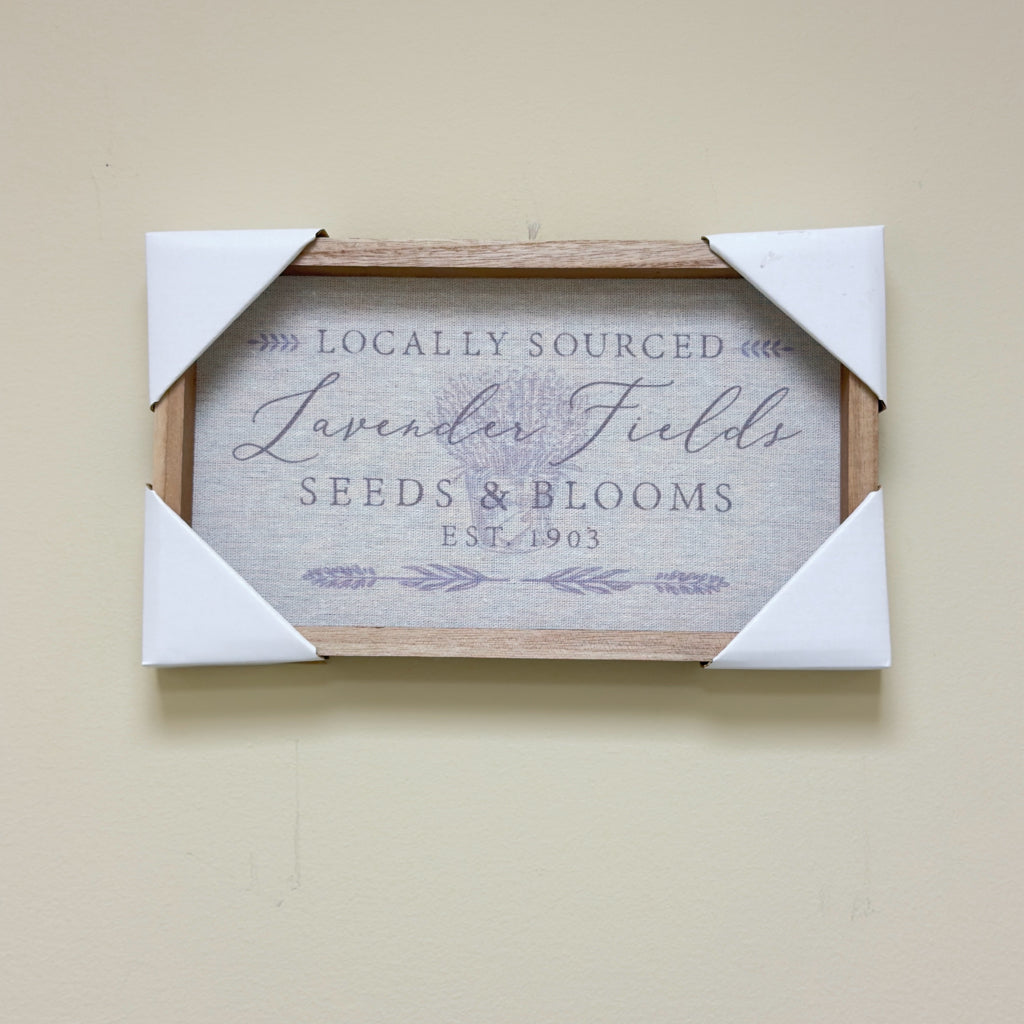 LOCALLY SOURCED
Lavender Fields
SEEDS & BLOOMS
EST. 1903